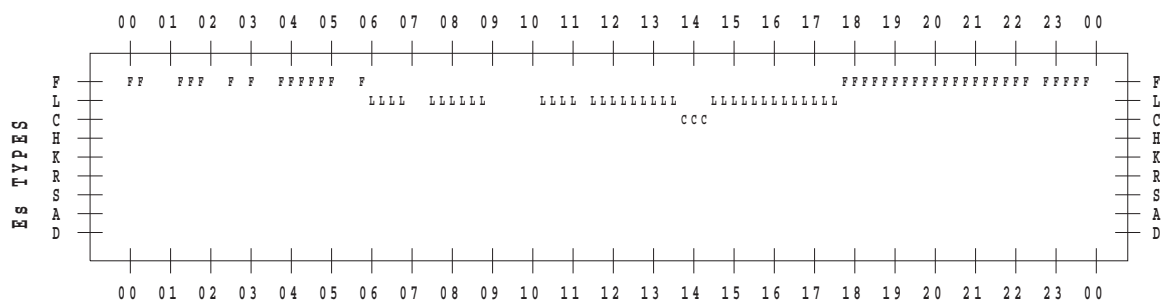 00 01 02 03 04 05 06 07 08 09 10 11 12 13 14 15 16 17 18 19 20 21 22 23 00
F FF FFF F F FFFFFF F FFFFFFFFFFFFFFFFFFF FFFFF F
L LLLL LLLLLL LLLL LLLLLLLLL LLLLLLLLLLLLL L
C CCC C
H H
K K
R R
S S
A A
D D
Es TYPES
00 01 02 03 04 05 06 07 08 09 10 11 12 13 14 15 16 17 18 19 20 21 22 23 00